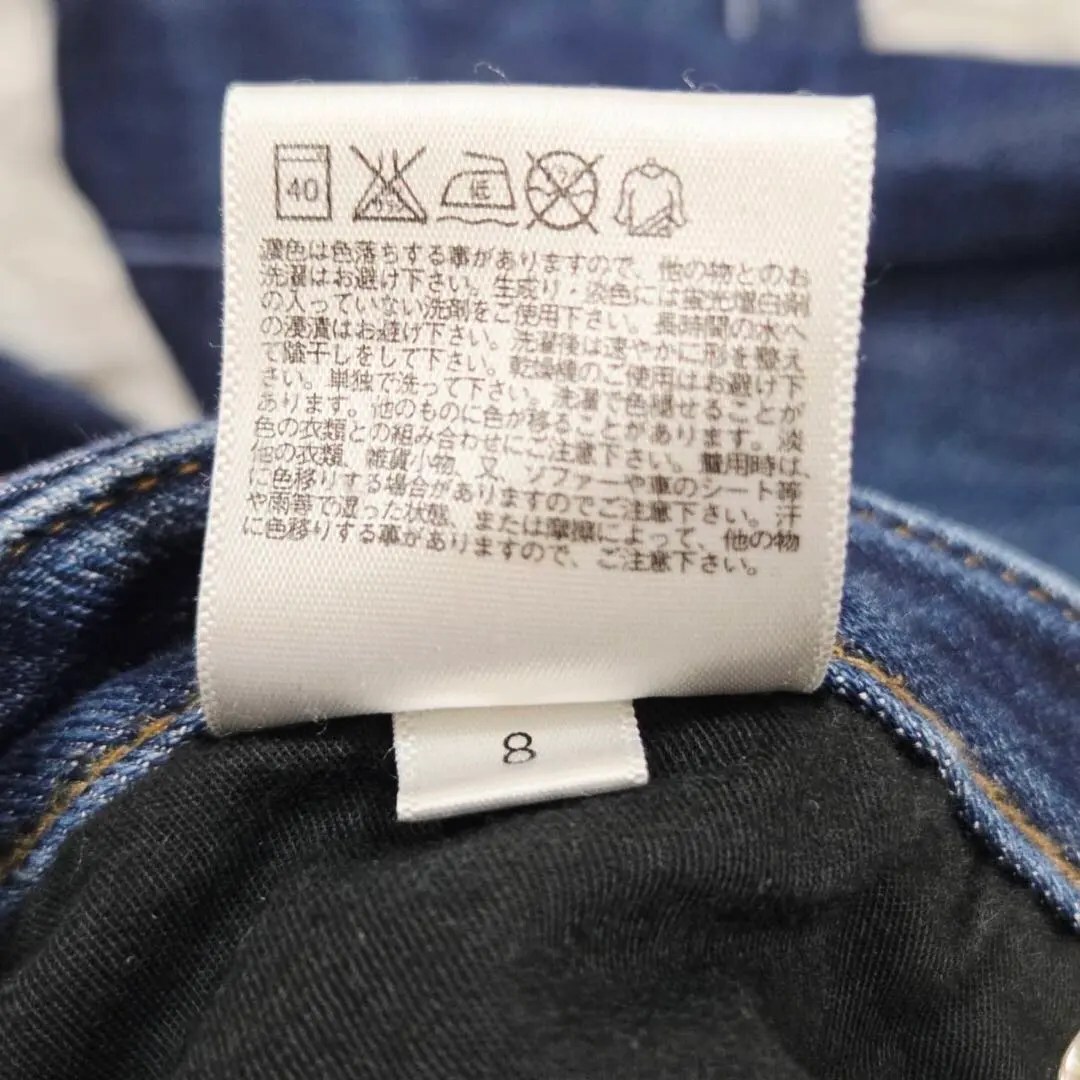 40 低
濃色は色落ちする事がありますので、他の物とのお
洗濯はお避け下さい。生成り・淡色には蛍光増白剤
の入っていない洗剤をご使用下さい。長時間の水へ
の浸漬はお避け下さい。洗濯後は速やかに形を整え
て陰干しをして下さい。乾燥機のご使用はお避け下
さい。単独で洗って下さい。洗濯で色褪せることが
あります。他のものに色が移ることがあります。淡
色の衣類との組み合わせにご注意下さい。着用時は、
他の衣類、雑貨小物、又、ソファーや車のシート等
に色移りする場合がありますのでご注意下さい。汗
や雨等で湿った状態、または摩擦によって、他の物
に色移りする事がありますので、ご注意下さい。
8